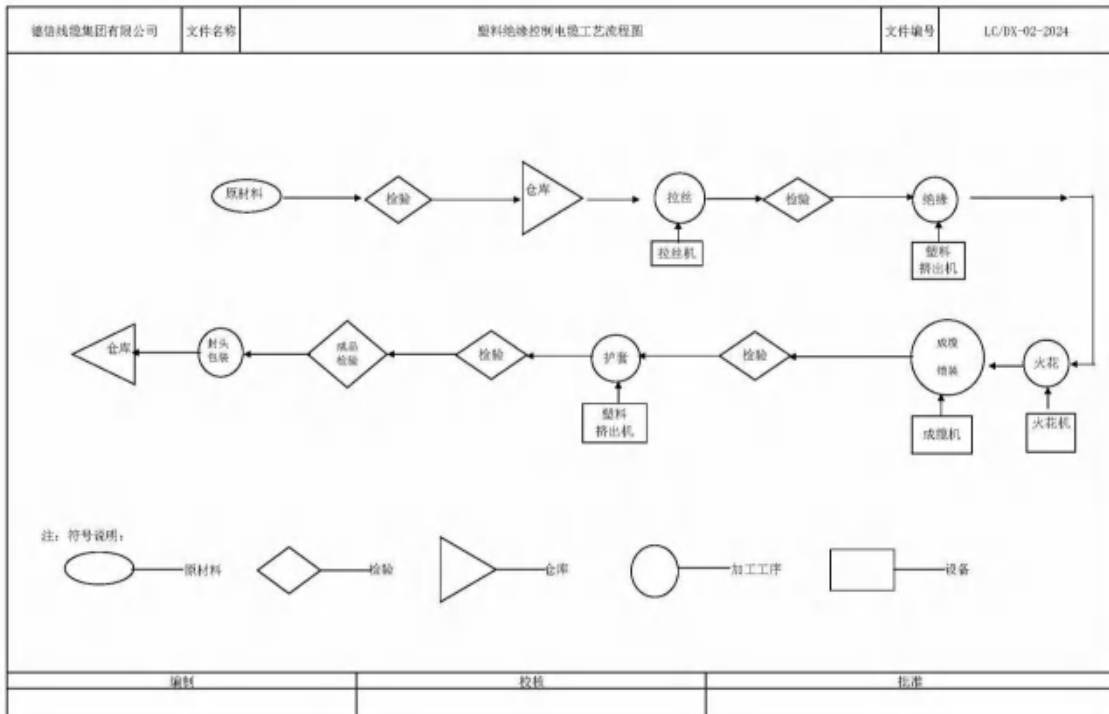 德信线缆集团有限公司
文件名称
塑料绝缘控制电缆工艺流程图
文件编号
LC/DX-02-2024
原材料
检验
仓库
拉丝
检验
绝缘
拉丝机
塑料
挤出机
仓库
封头
包装
成品
检验
检验
护套
检验
成缆
铠装
火花
塑料
挤出机
成缆机
火花机
注：符号说明：
原材料
检验
仓库
加工工序
设备
编制
校核
批准